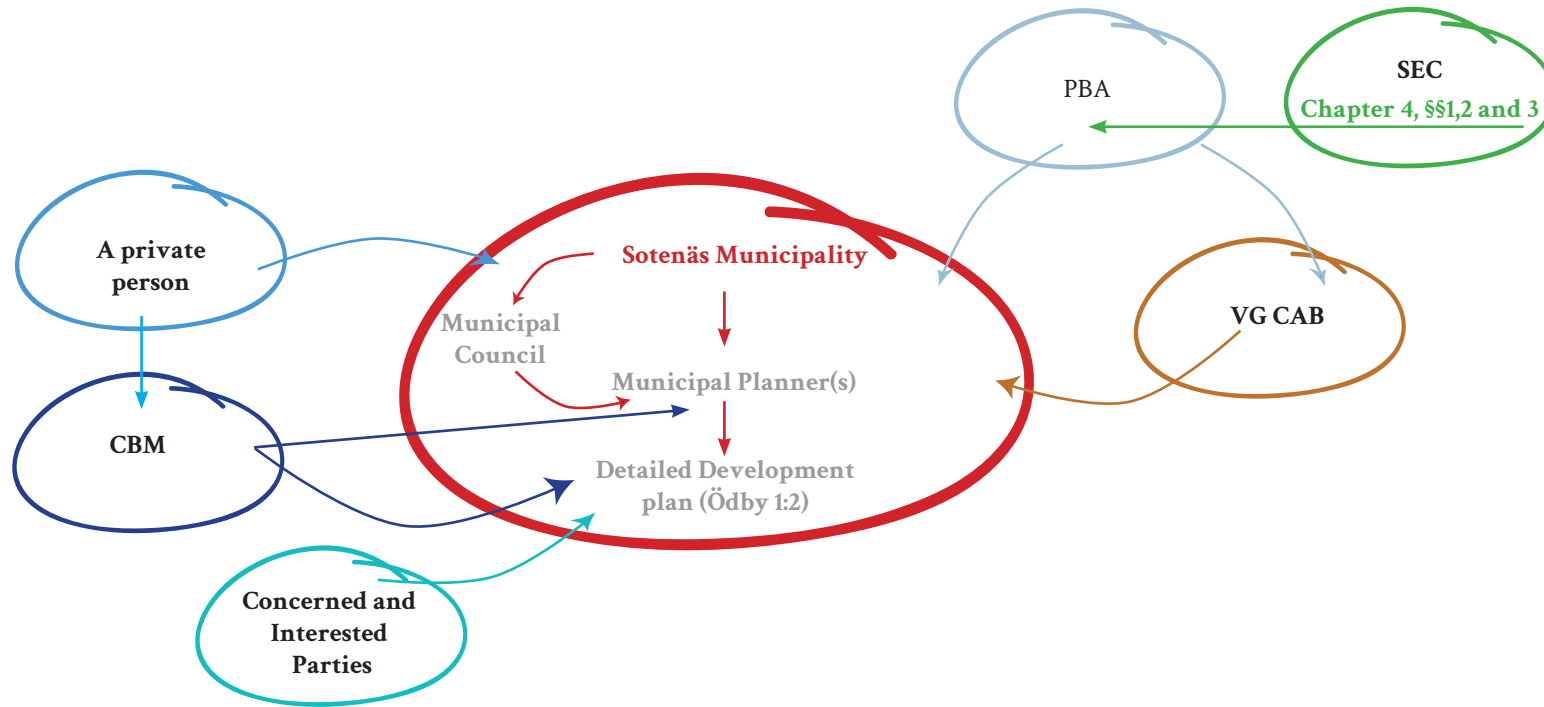 PBA
SEC
Chapter 4, §§1,2 and 3
A private
person
Sotenäs Municipality
Municipal
Council
VG CAB
Municipal Planner(s)
CBM
Detailed Development
plan (Ödby 1:2)
Concerned and
Interested
Parties